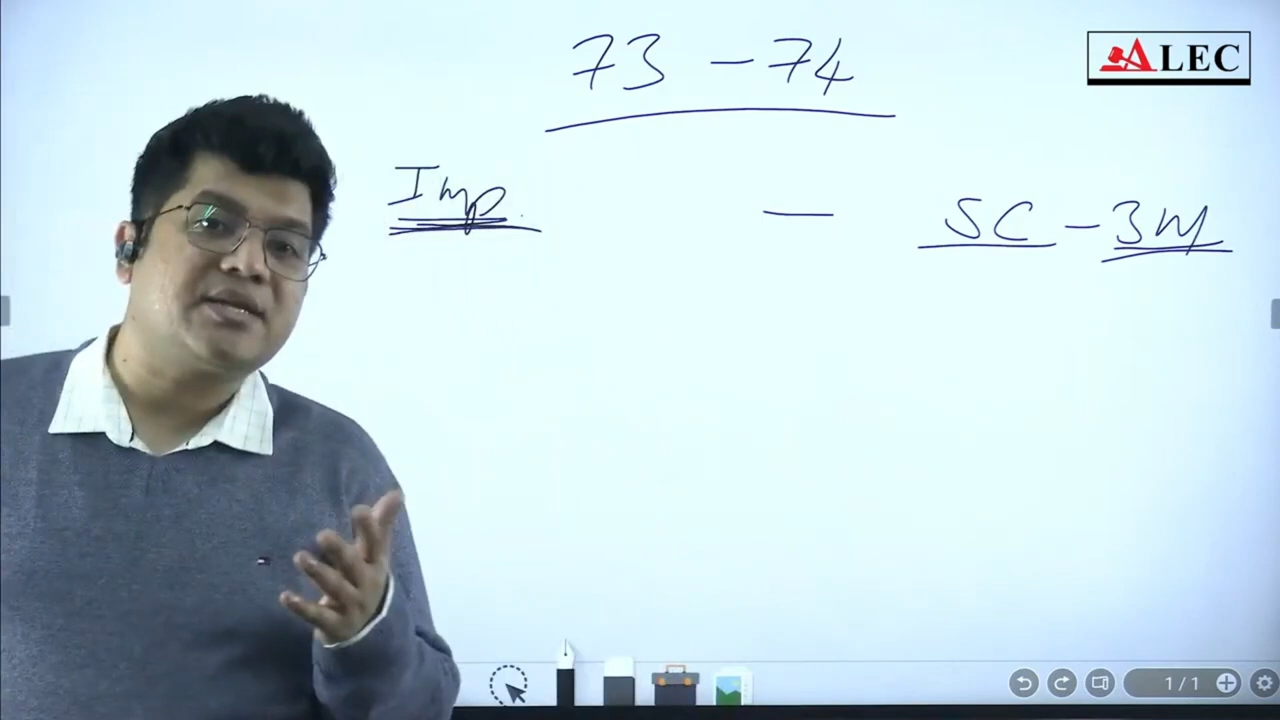 73 - 74
ALEC
Imp.
— SC - 3M
1/1